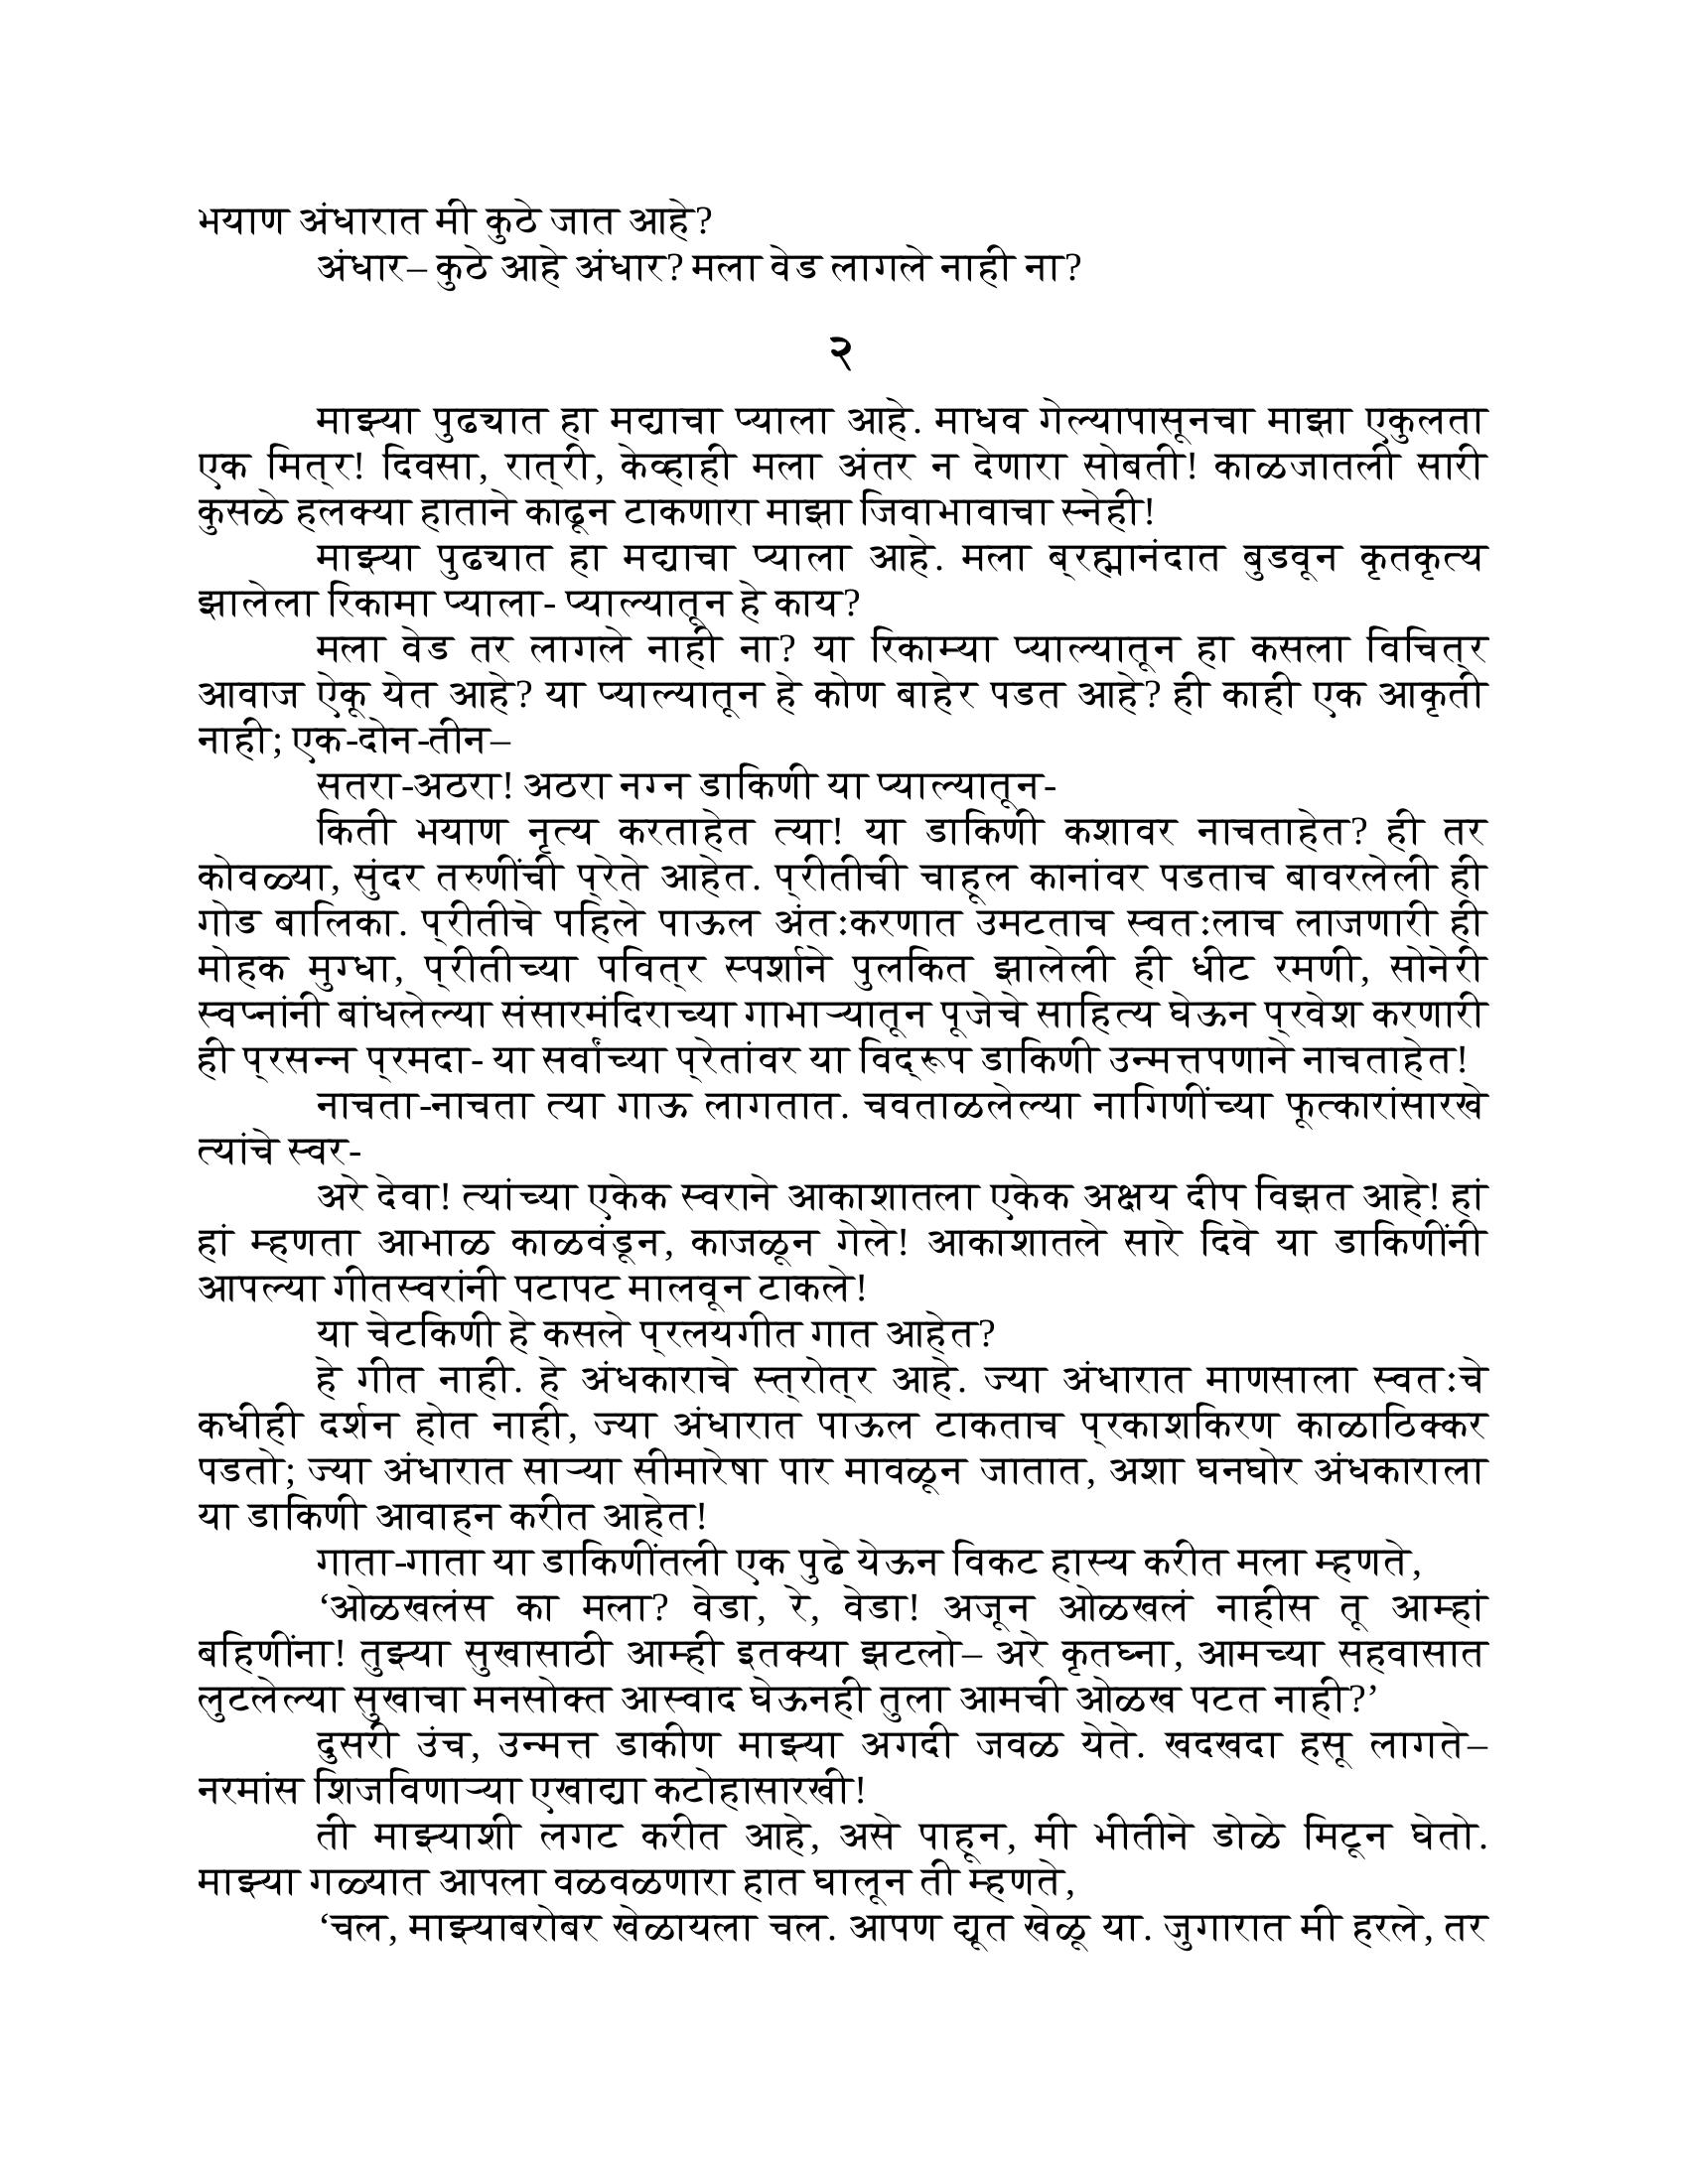 भयाण अंधारात मी कुठे जात आहे?
अंधार– कुठे आहे अंधार? मला वेड लागले नाही ना?
२
माझ्या पुढ्यात हा मद्याचा प्याला आहे. माधव गेल्यापासूनचा माझा एकुलता
एक मित्र! दिवसा, रात्री, केव्हाही मला अंतर न देणारा सोबती! काळजातली सारी
कुसळे हलक्या हाताने काढून टाकणारा माझा जिवाभावाचा स्नेही!
माझ्या पुढ्यात हा मद्याचा प्याला आहे. मला ब्रह्मानंदात बुडवून कृतकृत्य
झालेला रिकामा प्याला- प्याल्यातून हे काय?
मला वेड तर लागले नाही ना? या रिकाम्या प्याल्यातून हा कसला विचित्र
आवाज ऐकू येत आहे? या प्याल्यातून हे कोण बाहेर पडत आहे? ही काही एक आकृती
नाही; एक-दोन-तीन–
सतरा-अठरा! अठरा नग्न डाकिणी या प्याल्यातून-
किती भयाण नृत्य करताहेत त्या! या डाकिणी कशावर नाचताहेत? ही तर
कोवळ्या, सुंदर तरुणींची प्रेते आहेत. प्रीतीची चाहूल कानांवर पडताच बावरलेली ही
गोड बालिका. प्रीतीचे पहिले पाऊल अंतःकरणात उमटताच स्वतःलाच लाजणारी ही
मोहक मुग्धा, प्रीतीच्या पवित्र स्पर्शाने पुलकित झालेली ही धीट रमणी, सोनेरी
स्वप्नांनी बांधलेल्या संसारमंदिराच्या गाभाऱ्यातून पूजेचे साहित्य घेऊन प्रवेश करणारी
ही प्रसन्न प्रमदा- या सर्वांच्या प्रेतांवर या विद्रूप डाकिणी उन्मत्तपणाने नाचताहेत!
नाचता-नाचता त्या गाऊ लागतात. चवताळलेल्या नागिणींच्या फूत्कारांसारखे
त्यांचे स्वर-
अरे देवा! त्यांच्या एकेक स्वराने आकाशातला एकेक अक्षय दीप विझत आहे! हां
हां म्हणता आभाळ काळवंडून, काजळून गेले! आकाशातले सारे दिवे या डाकिणींनी
आपल्या गीतस्वरांनी पटापट मालवून टाकले!
या चेटकिणी हे कसले प्रलयगीत गात आहेत?
हे गीत नाही. हे अंधकाराचे स्त्रोत्र आहे. ज्या अंधारात माणसाला स्वतःचे
कधीही दर्शन होत नाही, ज्या अंधारात पाऊल टाकताच प्रकाशकिरण काळाठिक्कर
पडतो; ज्या अंधारात साऱ्या सीमारेषा पार मावळून जातात, अशा घनघोर अंधकाराला
या डाकिणी आवाहन करीत आहेत!
गाता-गाता या डाकिणींतली एक पुढे येऊन विकट हास्य करीत मला म्हणते,
‘ओळखलंस का मला? वेडा, रे, वेडा! अजून ओळखलं नाहीस तू आम्हां
बहिणींना! तुझ्या सुखासाठी आम्ही इतक्या झटलो– अरे कृतघ्ना, आमच्या सहवासात
लुटलेल्या सुखाचा मनसोक्त आस्वाद घेऊनही तुला आमची ओळख पटत नाही?’
दुसरी उंच, उन्मत्त डाकीण माझ्या अगदी जवळ येते. खदखदा हसू लागते–
नरमांस शिजविणाऱ्या एखाद्या कटोहासारखी!
ती माझ्याशी लगट करीत आहे, असे पाहून, मी भीतीने डोळे मिटून घेतो.
माझ्या गळ्यात आपला वळवळणारा हात घालून ती म्हणते,
‘चल, माझ्याबरोबर खेळायला चल. आपण द्यूत खेळू या. जुगारात मी हरले, तर